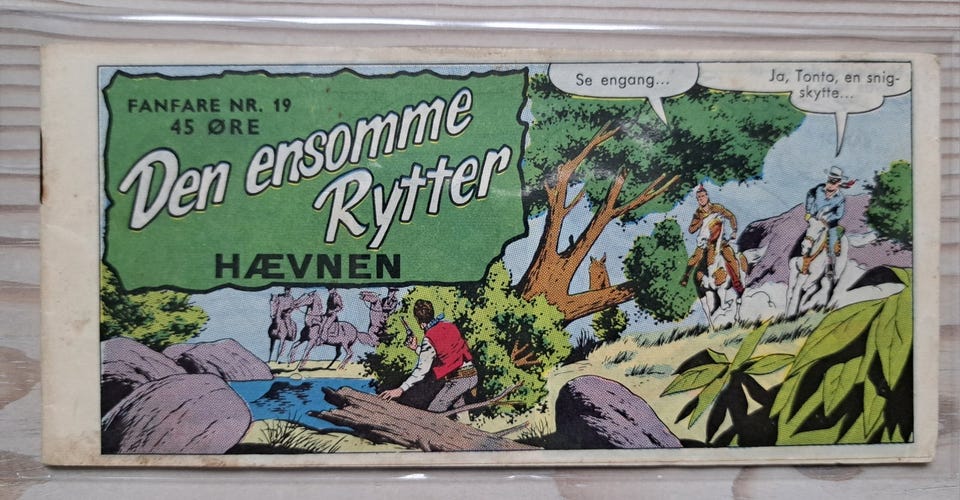 FANFARE NR. 19
45 ØRE
Den ensomme
Rytter
HÆVNEN
Se engang...
Ja, Tonto, en snig-
skytte...